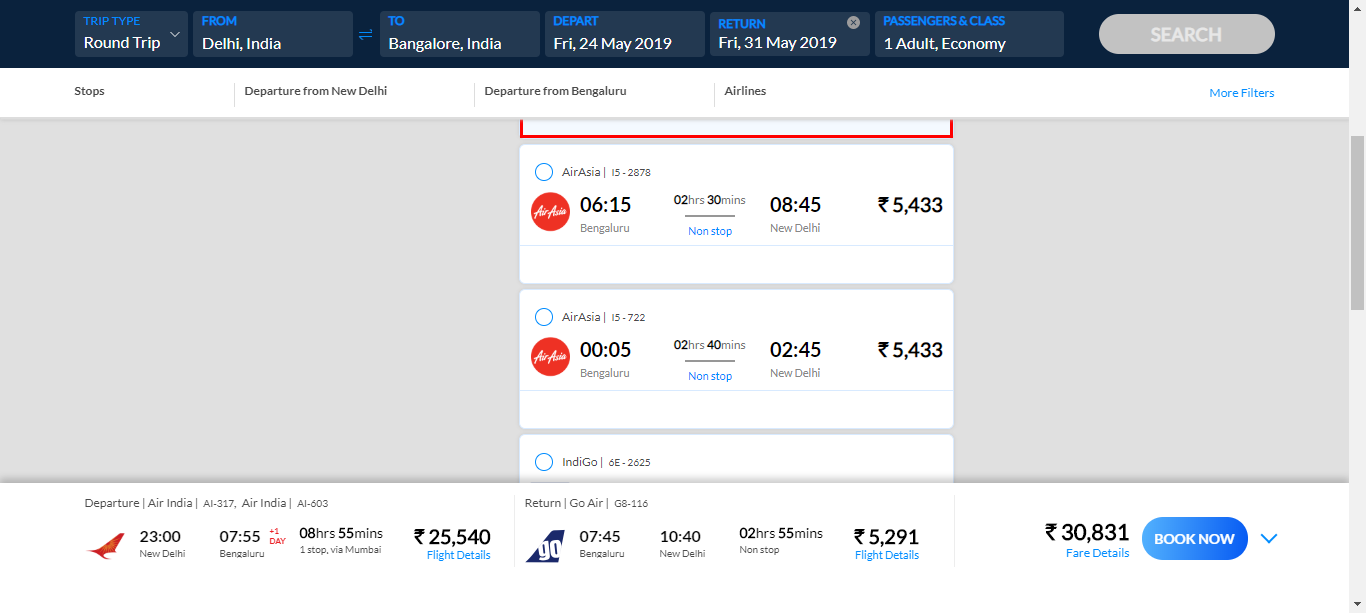 TRIP TYPE FROM TO DEPART RETURN PASSENGERS & CLASS
Round Trip Delhi, India Bangalore, India Fri, 24 May 2019 Fri, 31 May 2019 1 Adult, Economy SEARCH
Stops Departure from New Delhi Departure from Bengaluru Airlines More Filters
AirAsia | I5 - 2878
AirAsia 06:15 02hrs 30mins 08:45 ₹ 5,433
Bengaluru Non stop New Delhi
AirAsia | I5 - 722
AirAsia 00:05 02hrs 40mins 02:45 ₹ 5,433
Bengaluru Non stop New Delhi
IndiGo | 6E - 2625
Departure | Air India | AI-317, Air India | AI-603
23:00 07:55 +1 DAY 08hrs 55mins ₹ 25,540
New Delhi Bengaluru 1 stop, via Mumbai Flight Details
Return | Go Air | G8-116
go 07:45 10:40 02hrs 55mins ₹ 5,291
Bengaluru New Delhi Non stop Flight Details
₹ 30,831 BOOK NOW
Fare Details